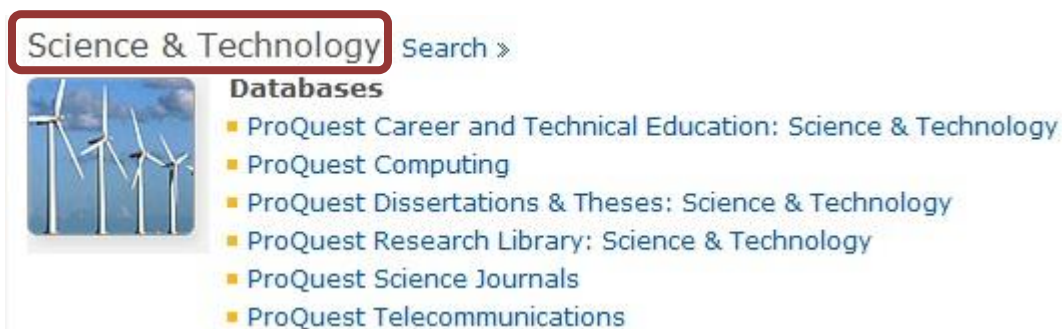 Science & Technology Search »
Databases
ProQuest Career and Technical Education: Science & Technology
ProQuest Computing
ProQuest Dissertations & Theses: Science & Technology
ProQuest Research Library: Science & Technology
ProQuest Science Journals
ProQuest Telecommunications